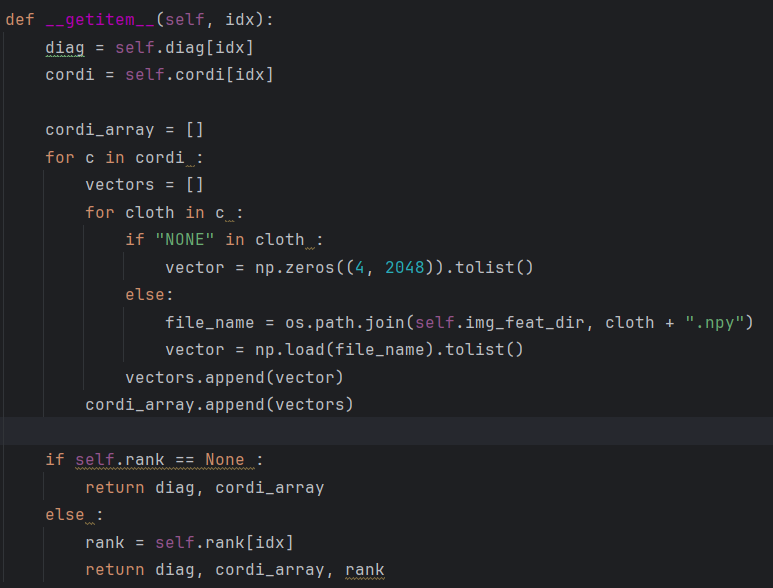 def __getitem__(self, idx):
    diag = self.diag[idx]
    cordi = self.cordi[idx]

    cordi_array = []
    for c in cordi :
        vectors = []
        for cloth in c :
            if "NONE" in cloth :
                vector = np.zeros((4, 2048)).tolist()
            else:
                file_name = os.path.join(self.img_feat_dir, cloth + ".npy")
                vector = np.load(file_name).tolist()
            vectors.append(vector)
        cordi_array.append(vectors)

    if self.rank == None :
        return diag, cordi_array
    else :
        rank = self.rank[idx]
        return diag, cordi_array, rank